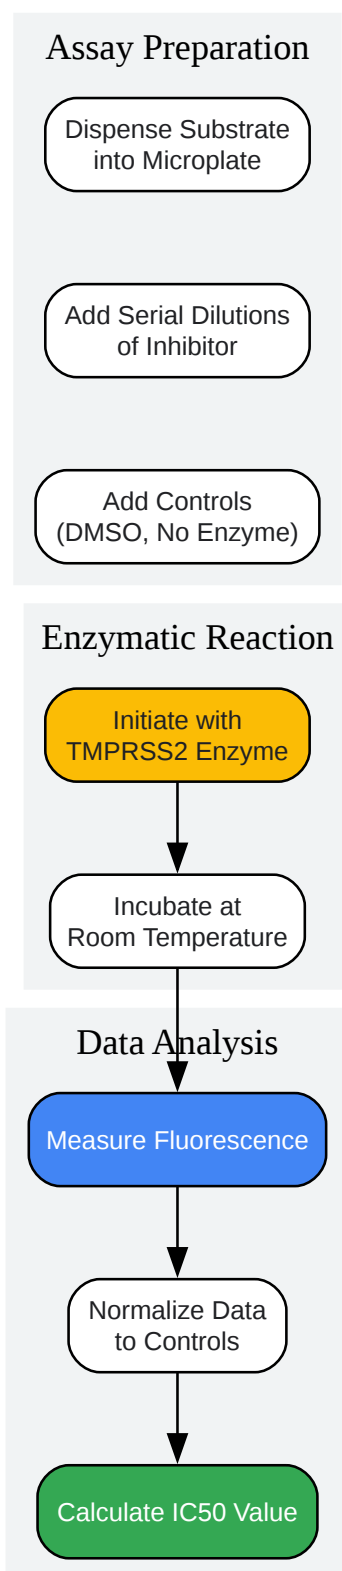 Assay Preparation
Dispense Substrate
into Microplate
Add Serial Dilutions
of Inhibitor
Add Controls
(DMSO, No Enzyme)
Enzymatic Reaction
Initiate with
TMPRSS2 Enzyme
Incubate at
Room Temperature
Data Analysis
Measure Fluorescence
Normalize Data
to Controls
Calculate IC50 Value